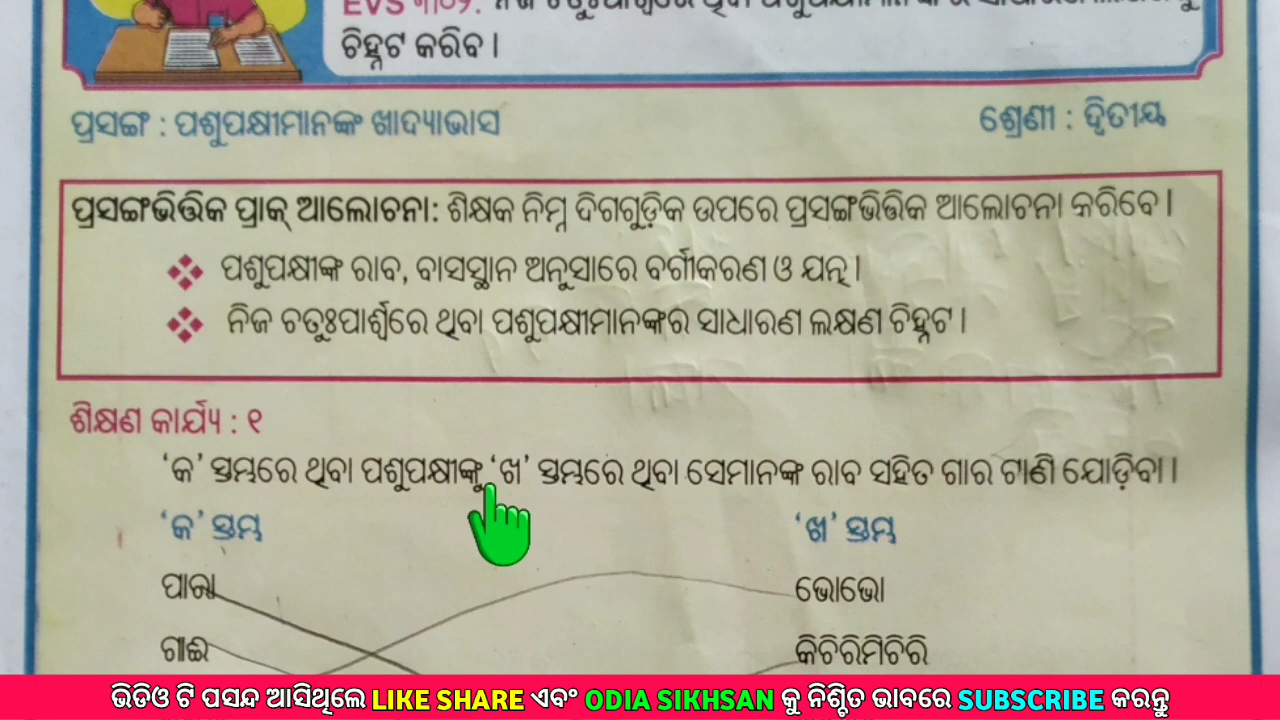 EVS
ଚିହ୍ନଟ କରିବ ।
ପ୍ରସଙ୍ଗ : ପଶୁପକ୍ଷୀମାନଙ୍କ ଖାଦ୍ୟାଭାସ
ଶ୍ରେଣୀ : ଦ୍ୱିତୀୟ
ପ୍ରସଙ୍ଗଭିତ୍ତିକ ପ୍ରାକ୍ ଆଲୋଚନା: ଶିକ୍ଷକ ନିମ୍ନ ଦିଗଗୁଡ଼ିକ ଉପରେ ପ୍ରସଙ୍ଗଭିତ୍ତିକ ଆଲୋଚନା କରିବେ ।
ପଶୁପକ୍ଷୀଙ୍କ ରାବ, ବାସସ୍ଥାନ ଅନୁସାରେ ବର୍ଗୀକରଣ ଓ ଯତ୍ନ ।
ନିଜ ଚତୁଃପାର୍ଶ୍ୱରେ ଥିବା ପଶୁପକ୍ଷୀମାନଙ୍କର ସାଧାରଣ ଲକ୍ଷଣ ଚିହ୍ନଟ ।
ଶିକ୍ଷଣ କାର୍ଯ୍ୟ : ୧
‘କ’ ସ୍ତମ୍ଭରେ ଥିବା ପଶୁପକ୍ଷୀଙ୍କୁ ‘ଖ’ ସ୍ତମ୍ଭରେ ଥିବା ସେମାନଙ୍କ ରାବ ସହିତ ଗାର ଟାଣି ଯୋଡ଼ିବା ।
‘କ’ ସ୍ତମ୍ଭ
‘ଖ’ ସ୍ତମ୍ଭ
ପାରା
ଭୋଭୋ
ଗାଈ
କିଚିରିମିଚିରି
ଭିଡିଓ ଟି ପସନ୍ଦ ଆସିଥିଲେ LIKE SHARE ଏବଂ ODIA SIKHSAN କୁ ନିଶ୍ଚିତ ଭାବରେ SUBSCRIBE କରନ୍ତୁ